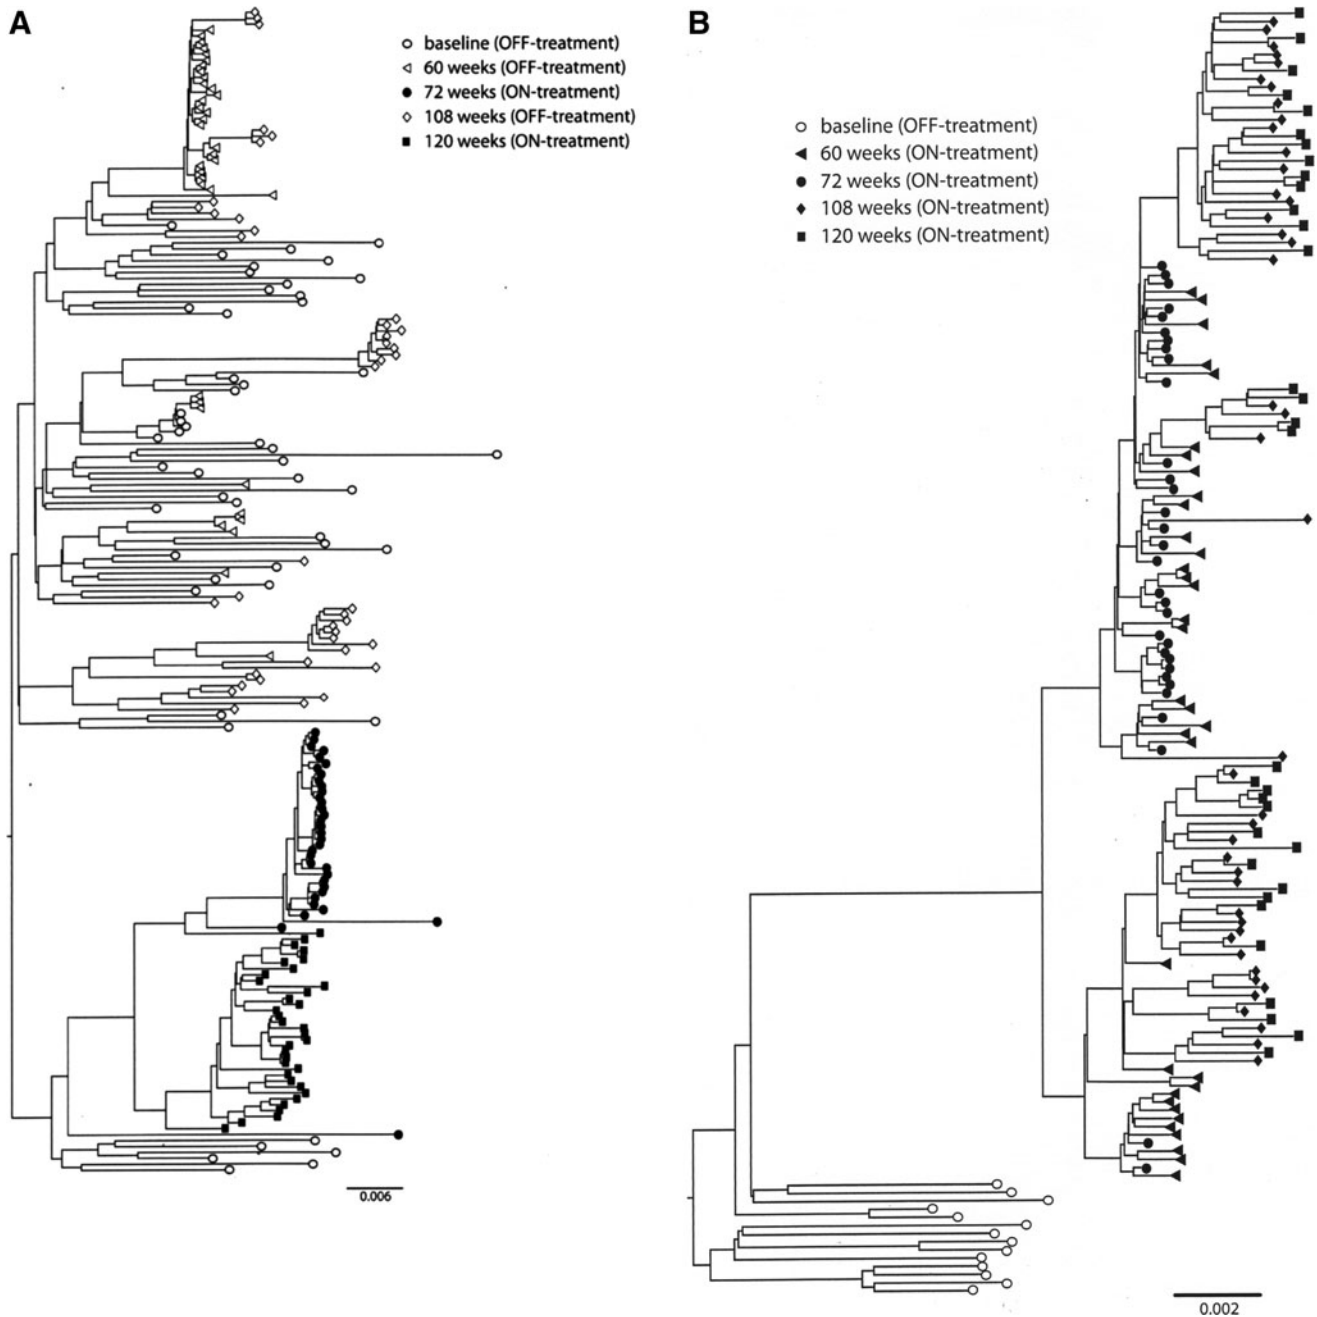 A
baseline (OFF-treatment)
60 weeks (OFF-treatment)
72 weeks (ON-treatment)
108 weeks (OFF-treatment)
120 weeks (ON-treatment)
0.006
B
baseline (OFF-treatment)
60 weeks (ON-treatment)
72 weeks (ON-treatment)
108 weeks (ON-treatment)
120 weeks (ON-treatment)
0.002